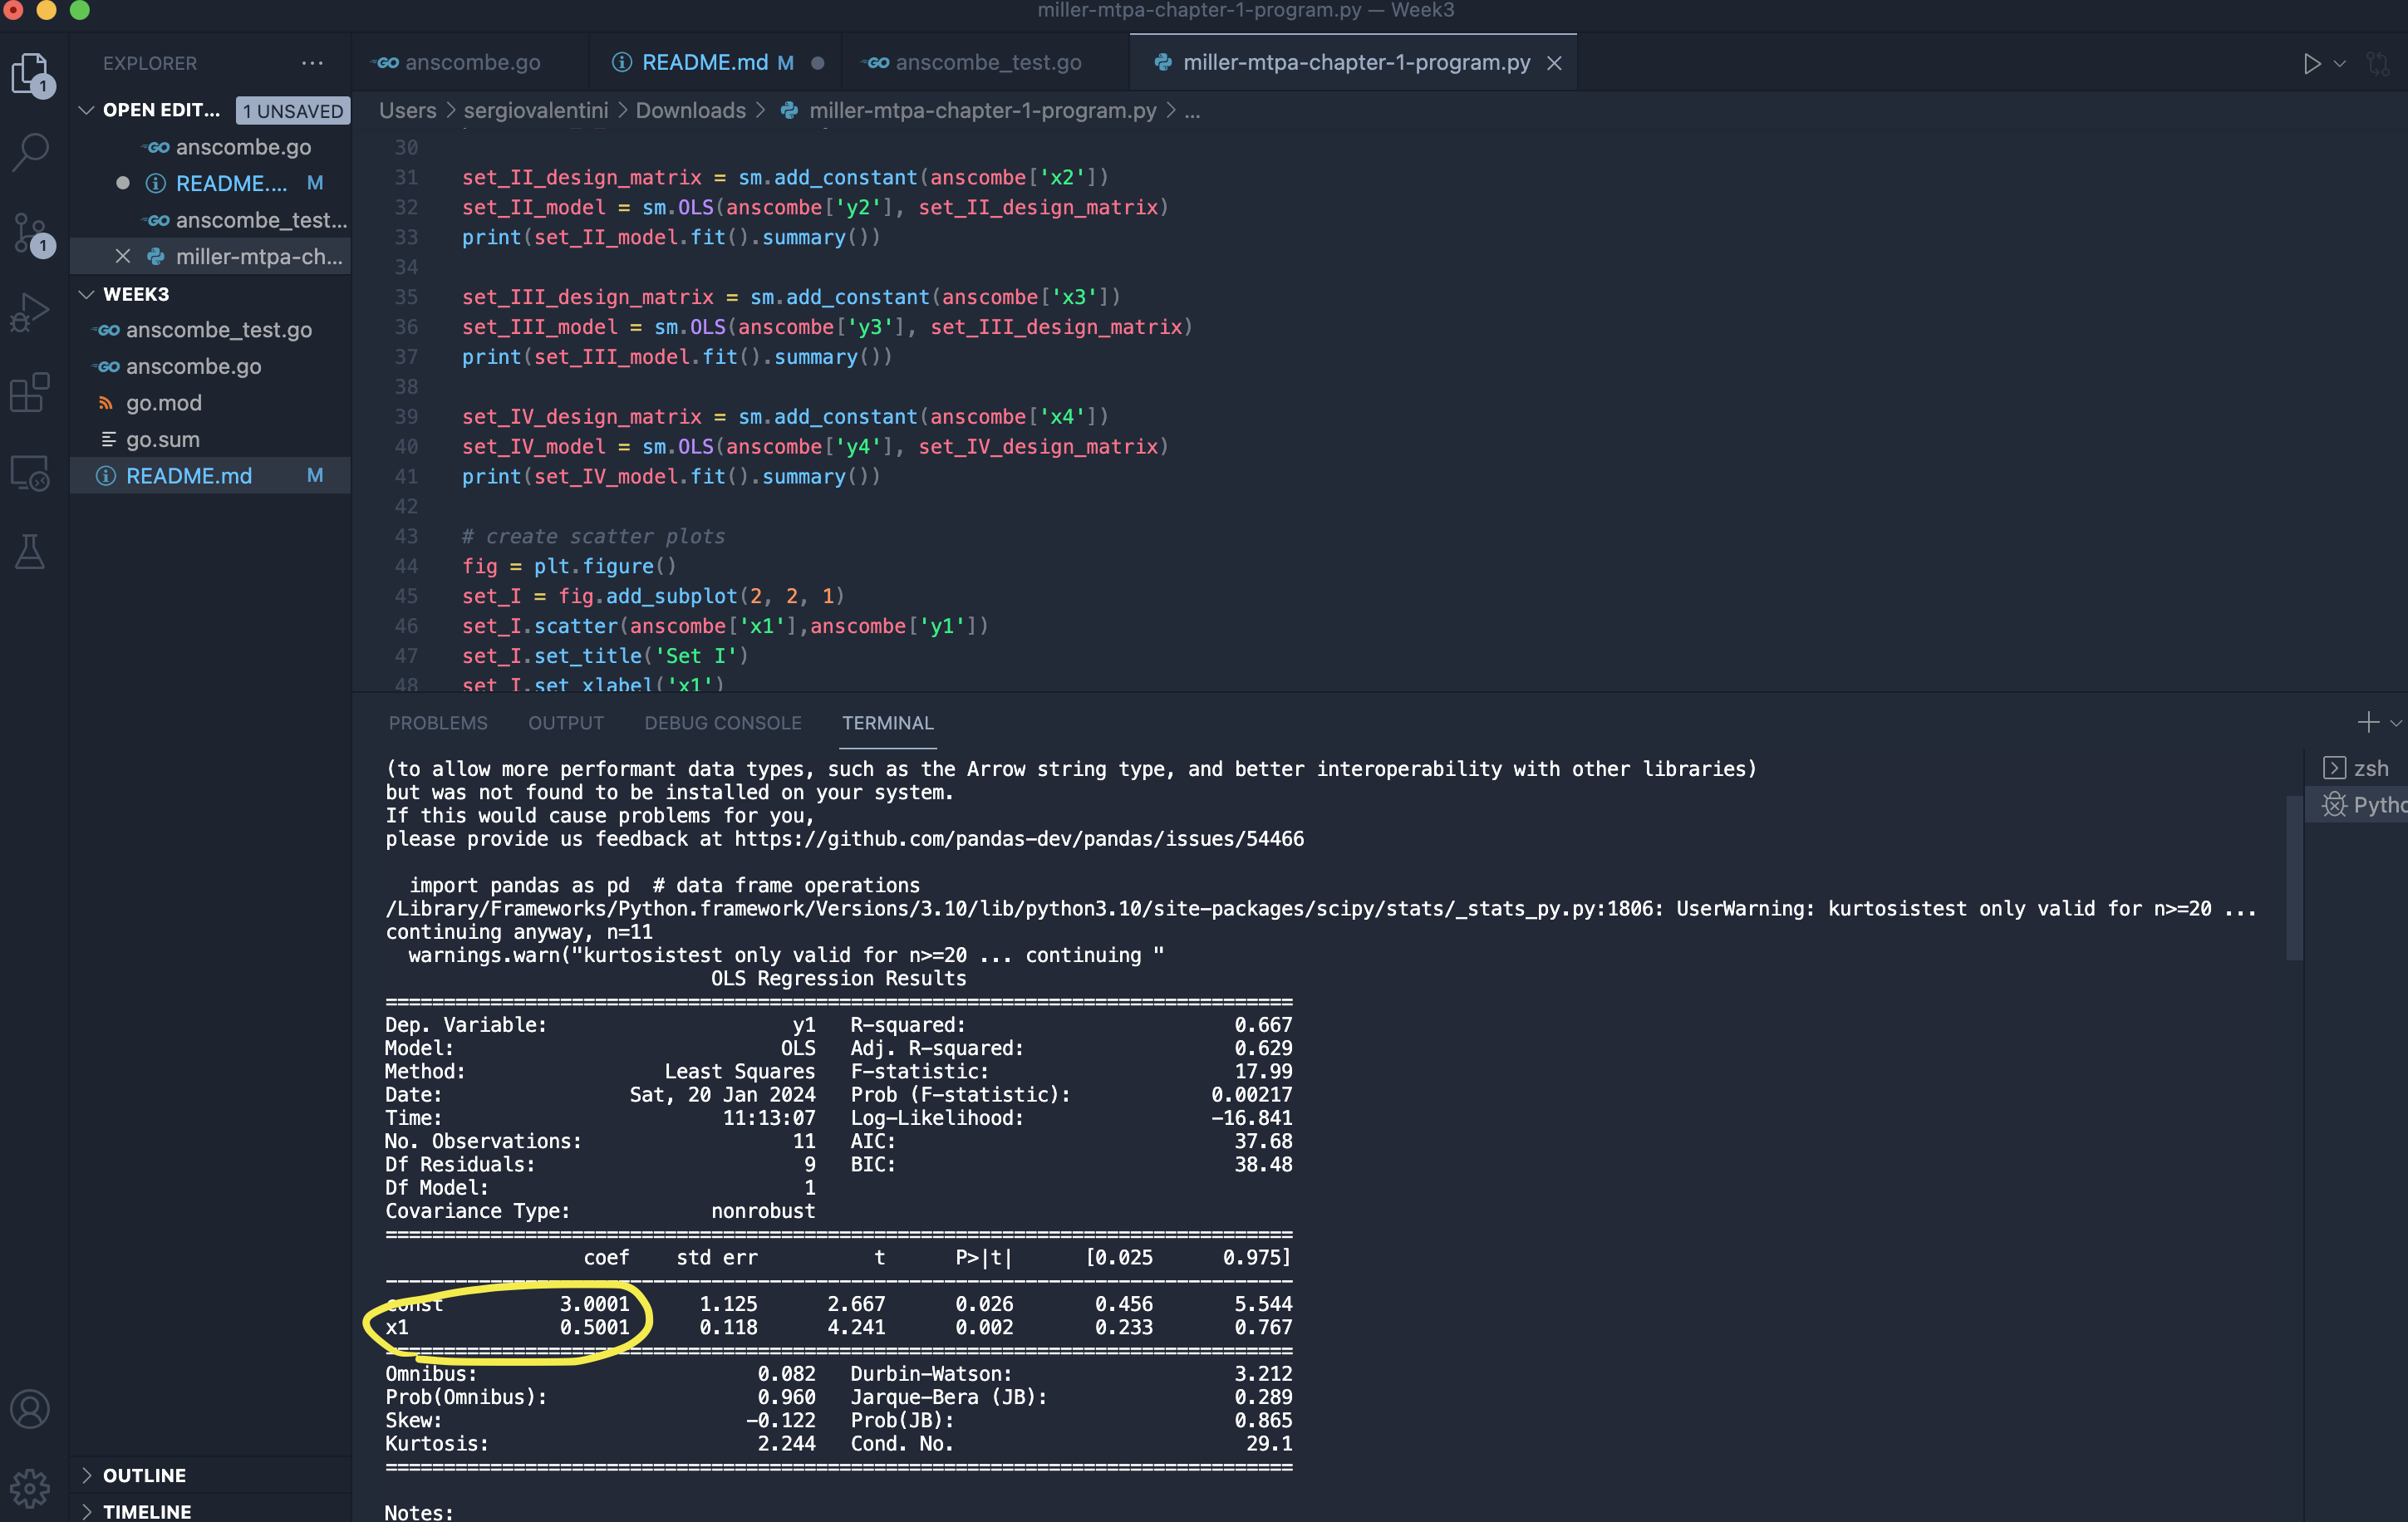 miller-mtpa-chapter-1-program.py — Week3
EXPLORER ...
GO anscombe.go
README.md M
GO anscombe_test.go
miller-mtpa-chapter-1-program.py
1
OPEN EDIT... 1 UNSAVED
GO anscombe.go
README.... M
GO anscombe_test...
miller-mtpa-ch...
1
WEEK3
GO anscombe_test.go
GO anscombe.go
go.mod
go.sum
README.md M
OUTLINE
TIMELINE
Users > sergiovalentini > Downloads > miller-mtpa-chapter-1-program.py > ...
30
31 set_II_design_matrix = sm.add_constant(anscombe['x2'])
32 set_II_model = sm.OLS(anscombe['y2'], set_II_design_matrix)
33 print(set_II_model.fit().summary())
34
35 set_III_design_matrix = sm.add_constant(anscombe['x3'])
36 set_III_model = sm.OLS(anscombe['y3'], set_III_design_matrix)
37 print(set_III_model.fit().summary())
38
39 set_IV_design_matrix = sm.add_constant(anscombe['x4'])
40 set_IV_model = sm.OLS(anscombe['y4'], set_IV_design_matrix)
41 print(set_IV_model.fit().summary())
42
43 # create scatter plots
44 fig = plt.figure()
45 set_I = fig.add_subplot(2, 2, 1)
46 set_I.scatter(anscombe['x1'],anscombe['y1'])
47 set_I.set_title('Set I')
48 set_I.set_xlabel('x1')
PROBLEMS OUTPUT DEBUG CONSOLE TERMINAL
zsh
Pytho
(to allow more performant data types, such as the Arrow string type, and better interoperability with other libraries)
but was not found to be installed on your system.
If this would cause problems for you,
please provide us feedback at https://github.com/pandas-dev/pandas/issues/54466
import pandas as pd  # data frame operations
/Library/Frameworks/Python.framework/Versions/3.10/lib/python3.10/site-packages/scipy/stats/_stats_py.py:1806: UserWarning: kurtosistest only valid for n>=20 ...
continuing anyway, n=11
warnings.warn("kurtosistest only valid for n>=20 ... continuing "
OLS Regression Results
Dep. Variable: y1 R-squared: 0.667
Model: OLS Adj. R-squared: 0.629
Method: Least Squares F-statistic: 17.99
Date: Sat, 20 Jan 2024 Prob (F-statistic): 0.00217
Time: 11:13:07 Log-Likelihood: -16.841
No. Observations: 11 AIC: 37.68
Df Residuals: 9 BIC: 38.48
Df Model: 1
Covariance Type: nonrobust
coef std err t P>|t| [0.025 0.975]
const 3.0001 1.125 2.667 0.026 0.456 5.544
x1 0.5001 0.118 4.241 0.002 0.233 0.767
Omnibus: 0.082 Durbin-Watson: 3.212
Prob(Omnibus): 0.960 Jarque-Bera (JB): 0.289
Skew: -0.122 Prob(JB): 0.865
Kurtosis: 2.244 Cond. No. 29.1
Notes: